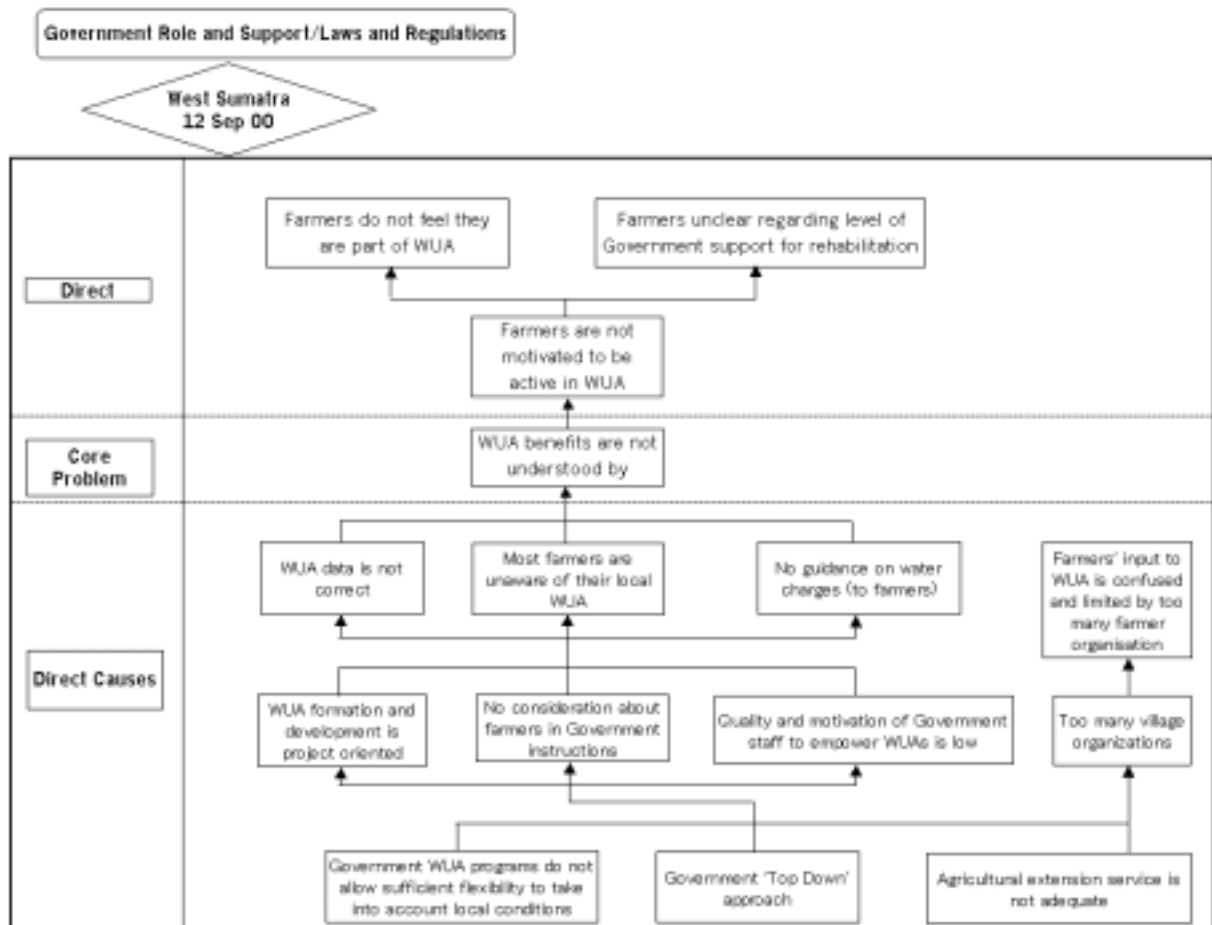 Government Role and Support/Laws and Regulations
West Sumatra
12 Sep 00
Farmers do not feel they
are part of WUA
Farmers unclear regarding level of
Government support for rehabilitation
Direct
Farmers are not
motivated to be
active in WUA
Core
Problem
WUA benefits are not
understood by
WUA data is not
correct
Most farmers are
unaware of their local
WUA
No guidance on water
charges (to farmers)
Farmers' input to
WUA is confused
and limited by too
many farmer
organisation
Direct Causes
WUA formation and
development is
project oriented
No consideration about
farmers in Government
instructions
Quality and motivation of Government
staff to empower WUAs is low
Too many village
organizations
Government WUA programs do not
allow sufficient flexibility to take
into account local conditions
Government 'Top Down'
approach
Agricultural extension service is
not adequate